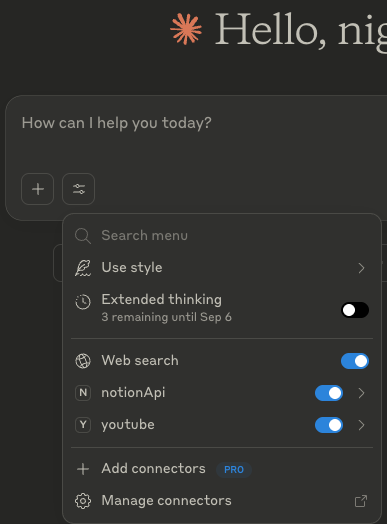 Hello, nig
How can I help you today?
Search menu
Use style
Extended thinking
3 remaining until Sep 6
Web search
N notionApi
Y youtube
Add connectors PRO
Manage connectors